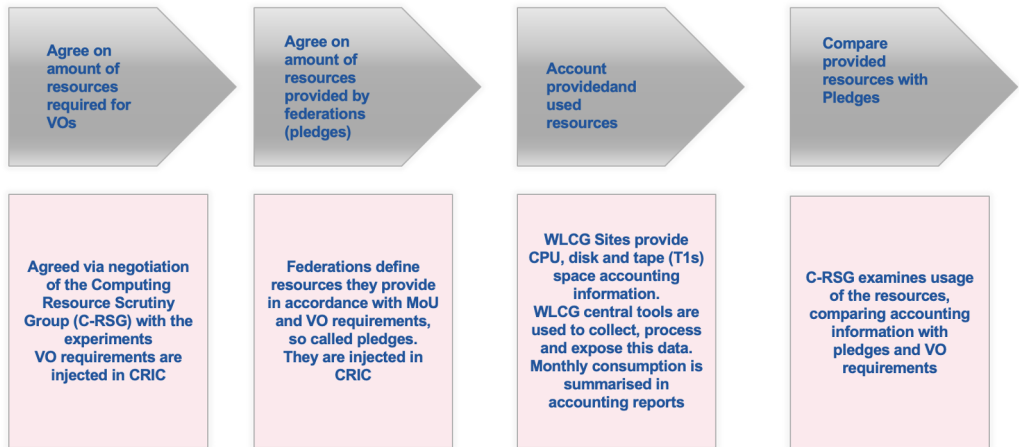 Agree on
amount of
resources
required for
VOs
Agree on
amount of
resources
provided by
federations
(pledges)
Account
providedand
used
resources
Compare
provided
resources with
Pledges
Agreed via negotiation
of the Computing
Resource Scrutiny
Group (C-RSG) with the
experiments
VO requirements are
injected in CRIC
Federations define
resources they provide
in accordance with MoU
and VO requirements,
so called pledges.
They are injected in
CRIC
WLCG Sites provide
CPU, disk and tape (T1s)
space accounting
information.
WLCG central tools are
used to collect, process
and expose this data.
Monthly consumption is
summarised in
accounting reports
C-RSG examines usage
of the resources,
comparing accounting
information with
pledges and VO
requirements